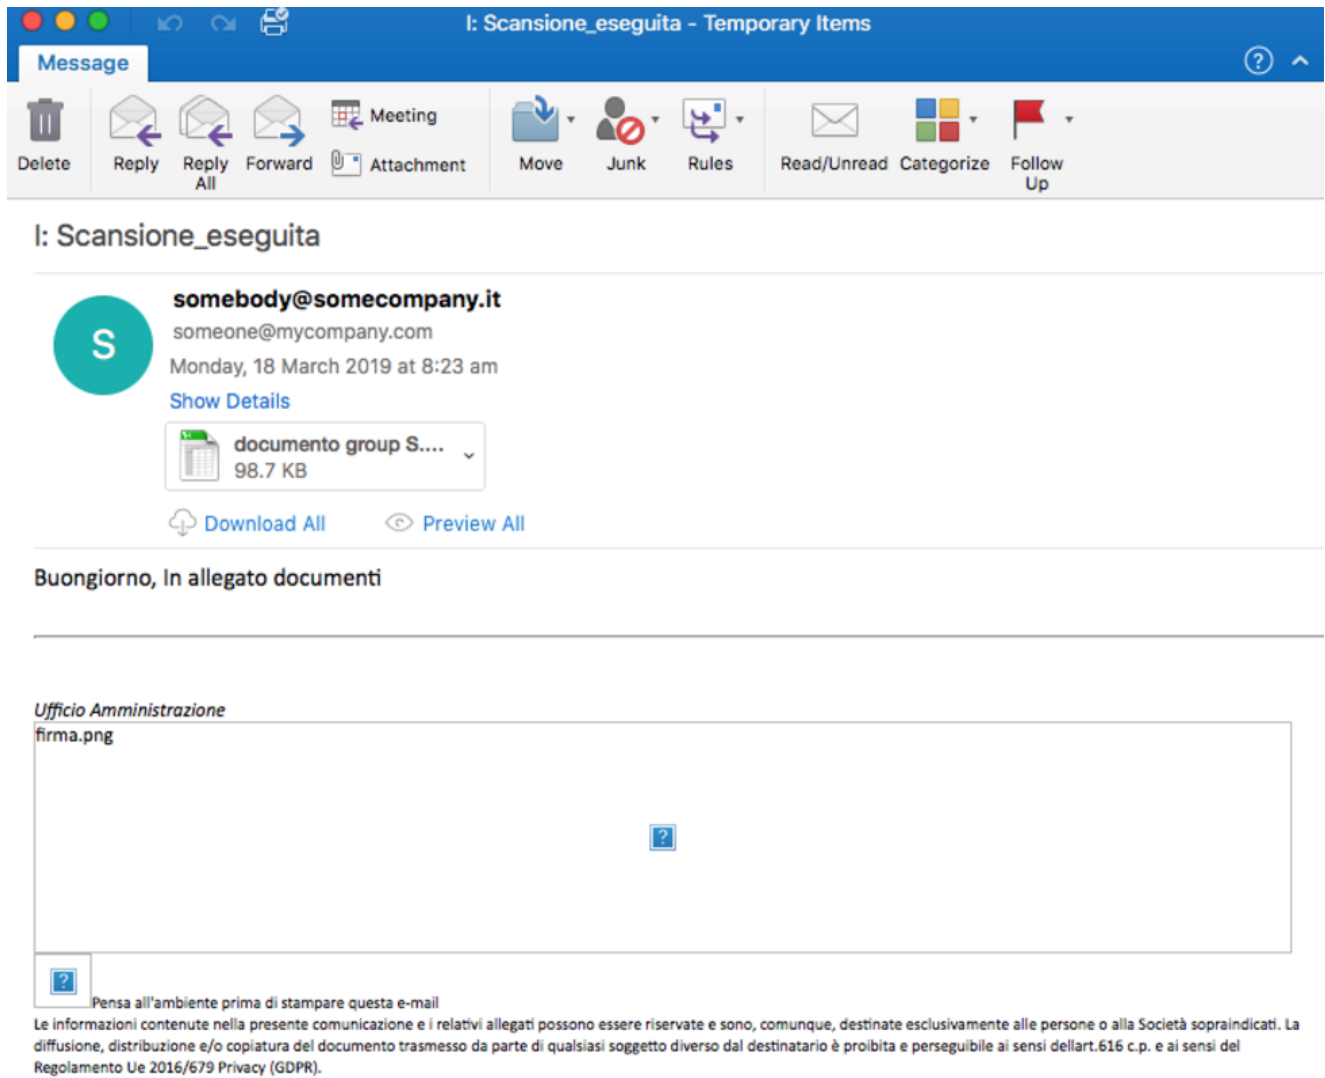 I: Scansione_eseguita - Temporary Items
Message
Delete
Reply
Reply All
Forward
Meeting
Attachment
Move
Junk
Rules
Read/Unread
Categorize
Follow Up
I: Scansione_eseguita
S
somebody@somecompany.it
someone@mycompany.com
Monday, 18 March 2019 at 8:23 am
Show Details
documento group S....
98.7 KB
Download All
Preview All
Buongiorno, In allegato documenti
Ufficio Amministrazione
firma.png
Pensa all'ambiente prima di stampare questa e-mail
Le informazioni contenute nella presente comunicazione e i relativi allegati possono essere riservate e sono, comunque, destinate esclusivamente alle persone o alla Società sopraindicati. La
diffusione, distribuzione e/o copiatura del documento trasmesso da parte di qualsiasi soggetto diverso dal destinatario è proibita e perseguibile ai sensi dellart.616 c.p. e ai sensi del
Regolamento Ue 2016/679 Privacy (GDPR).